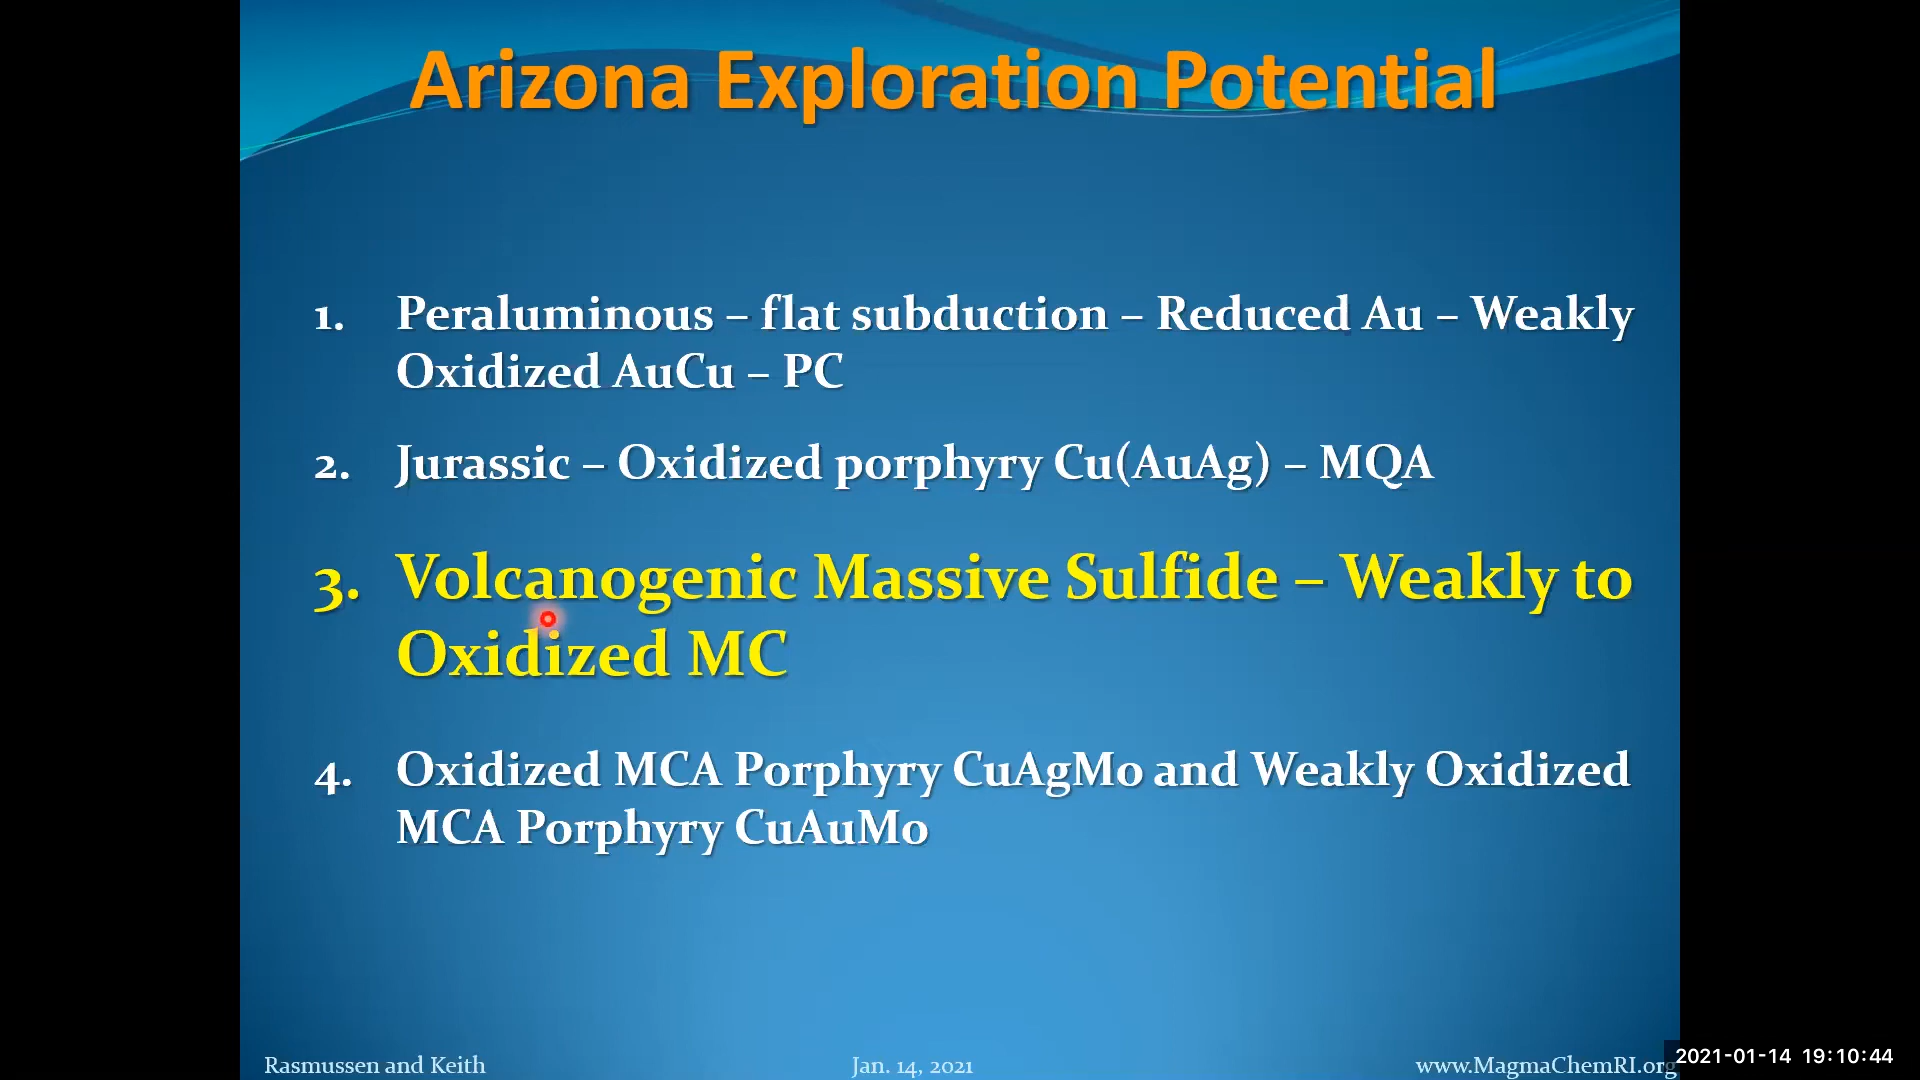 Arizona Exploration Potential
1. Peraluminous – flat subduction – Reduced Au – Weakly
Oxidized AuCu – PC
2. Jurassic – Oxidized porphyry Cu(AuAg) – MQA
3. Volcanogenic Massive Sulfide – Weakly to
Oxidized MC
4. Oxidized MCA Porphyry CuAgMo and Weakly Oxidized
MCA Porphyry CuAuMo
Rasmussen and Keith
Jan. 14, 2021
www.MagmaChemRI.org
2021-01-14 19:10:44